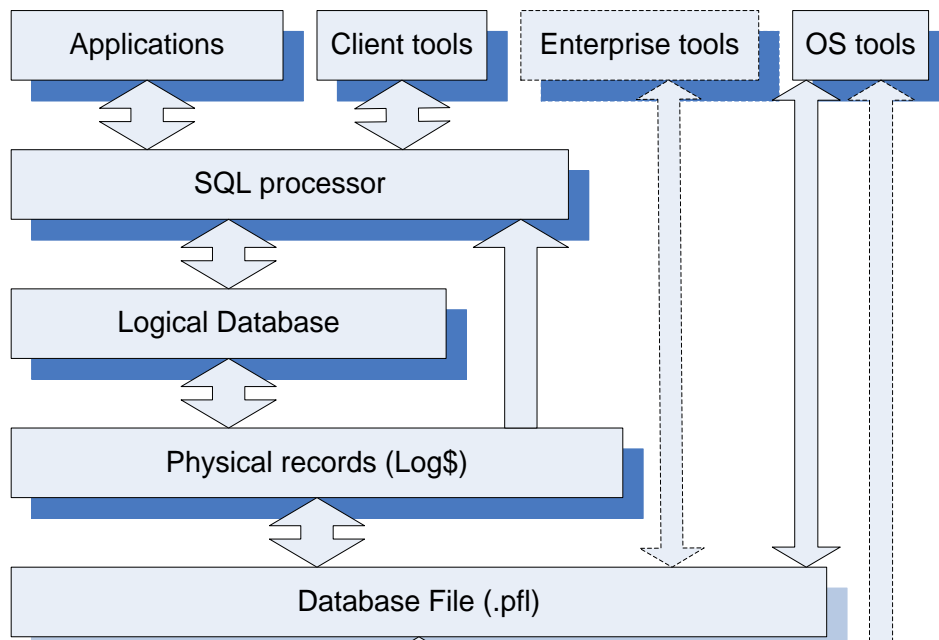 Applications
Client tools
Enterprise tools
OS tools
SQL processor
Logical Database
Physical records (Log$)
Database File (.pfl)